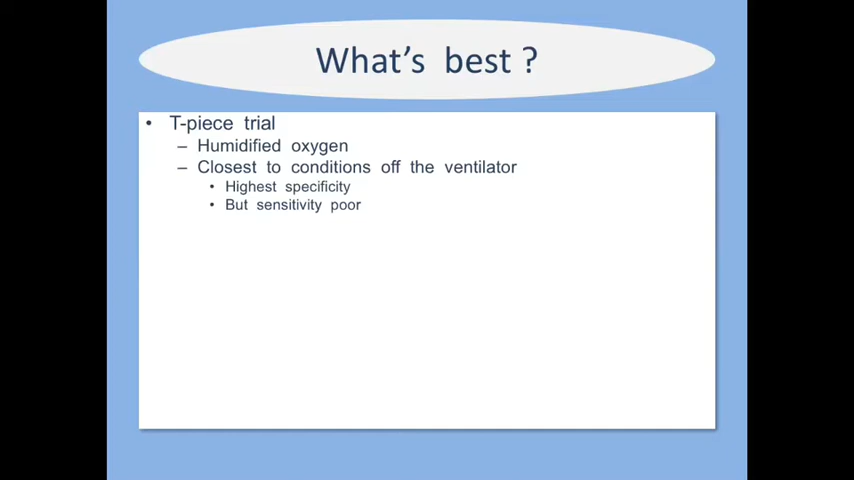 What's best ?
• T-piece trial
– Humidified oxygen
– Closest to conditions off the ventilator
• Highest specificity
• But sensitivity poor